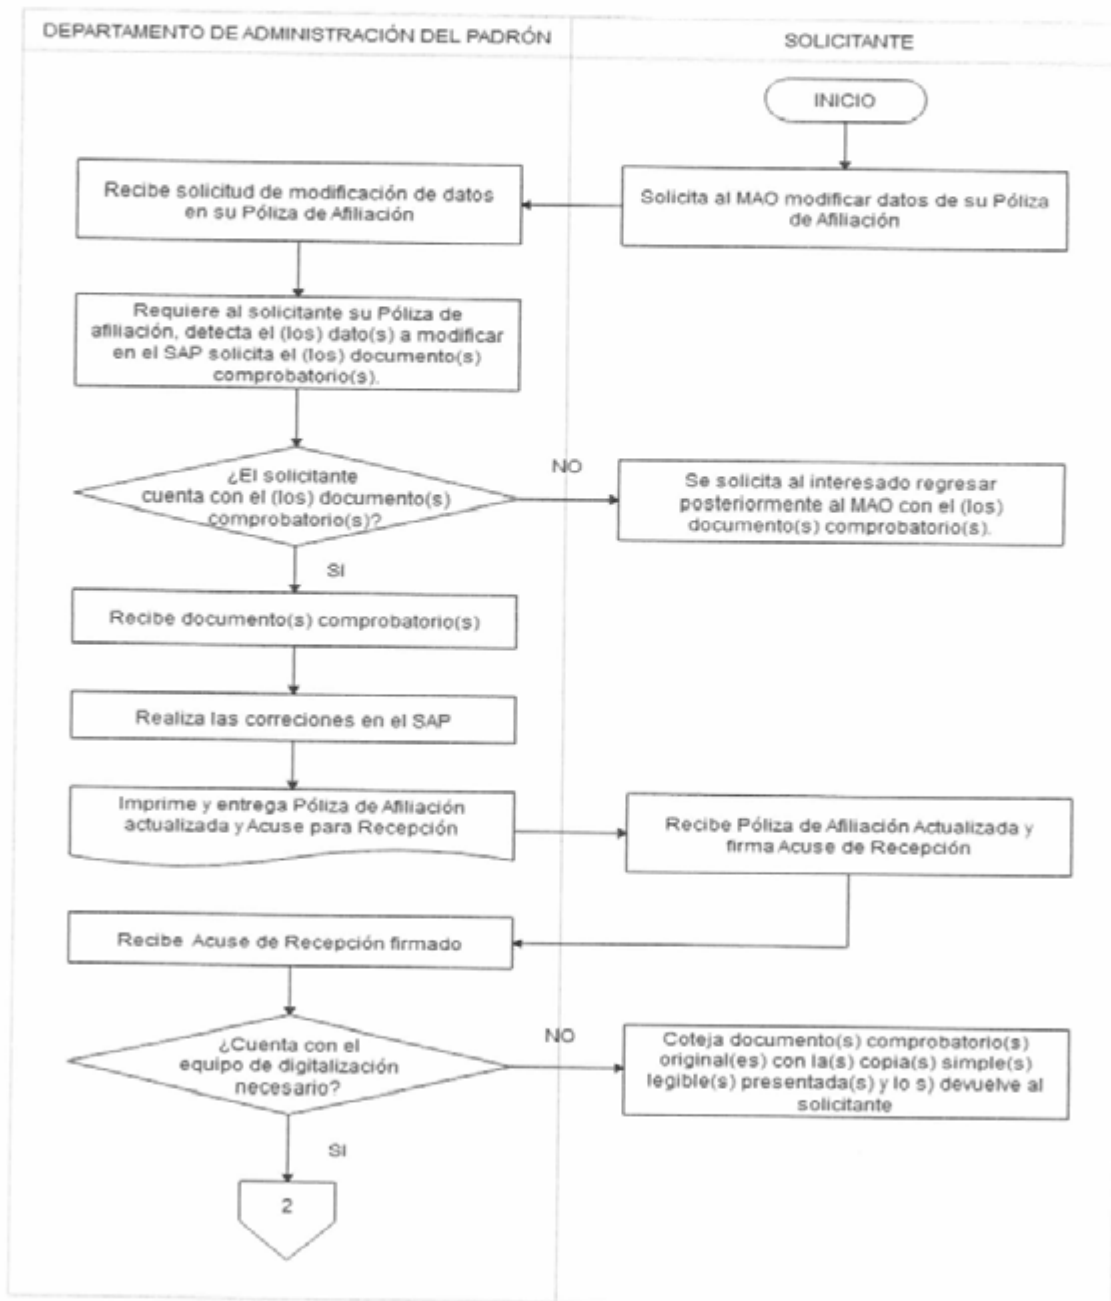 DEPARTAMENTO DE ADMINISTRACIÓN DEL PADRÓN
SOLICITANTE
INICIO
Solicita al MAO modificar datos de su Póliza
de Afiliación
Recibe solicitud de modificación de datos
en su Póliza de Afiliación
Requiere al solicitante su Póliza de
afiliación, detecta el (los) dato(s) a modificar
en el SAP solicita el (los) documento(s)
comprobatorio(s).
¿El solicitante
cuenta con el (los) documento(s)
comprobatorio(s)?
NO
Se solicita al interesado regresar
posteriormente al MAO con el (los)
documento(s) comprobatorio(s).
SI
Recibe documento(s) comprobatorio(s)
Realiza las correciones en el SAP
Imprime y entrega Póliza de Afiliación
actualizada y Acuse para Recepción
Recibe Póliza de Afiliación Actualizada y
firma Acuse de Recepción
Recibe Acuse de Recepción firmado
¿Cuenta con el
equipo de digitalización
necesario?
NO
Coteja documento(s) comprobatorio(s)
original(es) con la(s) copia(s) simple(s)
legible(s) presentada(s) y lo s) devuelve al
solicitante
SI
2